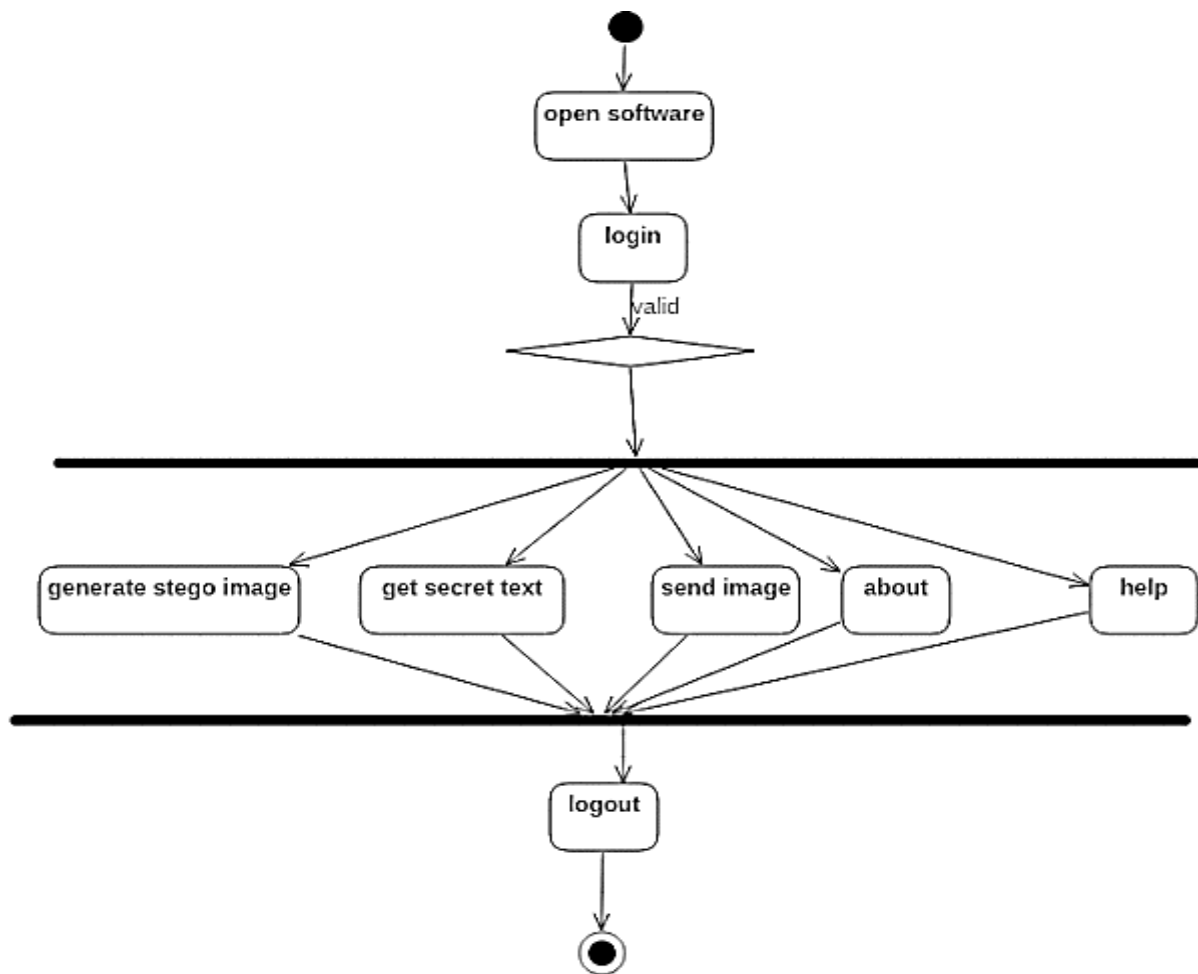 open software
login
valid
generate stego image
get secret text
send image
about
help
logout